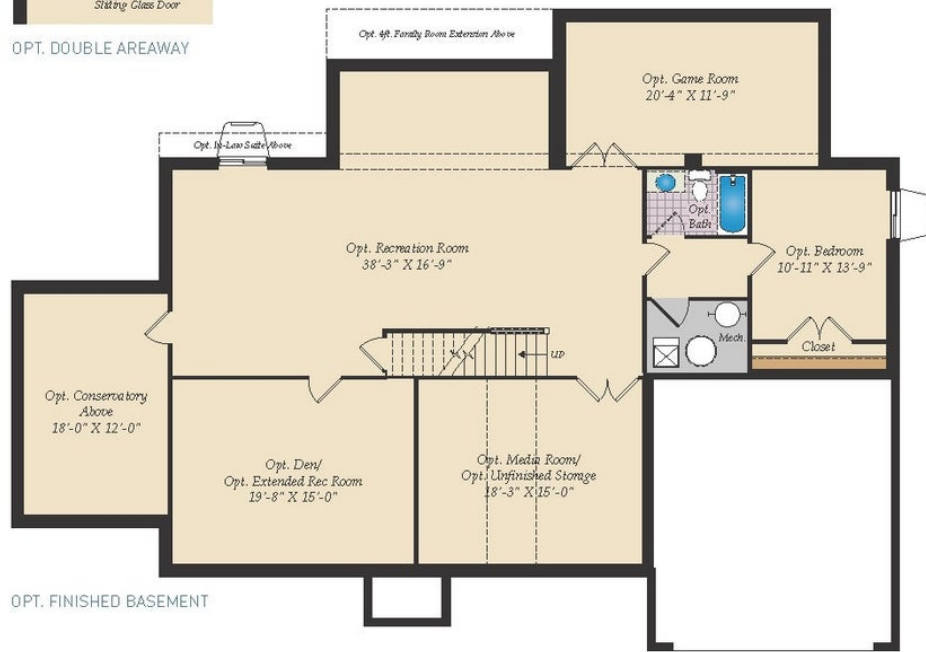 Sliding Glass Door
OPT. DOUBLE AREAWAY
Opt. 4ft. Family Room Extension Above
Opt. Game Room
20'-4" X 11'-9"
Opt. In-Law Suite Above
Opt.
Bath
Opt. Recreation Room
38'-3" X 16'-9"
Opt. Bedroom
10'-11" X 13'-9"
Mech.
Closet
UP
Opt. Conservatory
Above
18'-0" X 12'-0"
Opt. Den/
Opt. Extended Rec Room
19'-8" X 15'-0"
Opt. Media Room/
Opt. Unfinished Storage
18'-3" X 15'-0"
OPT. FINISHED BASEMENT